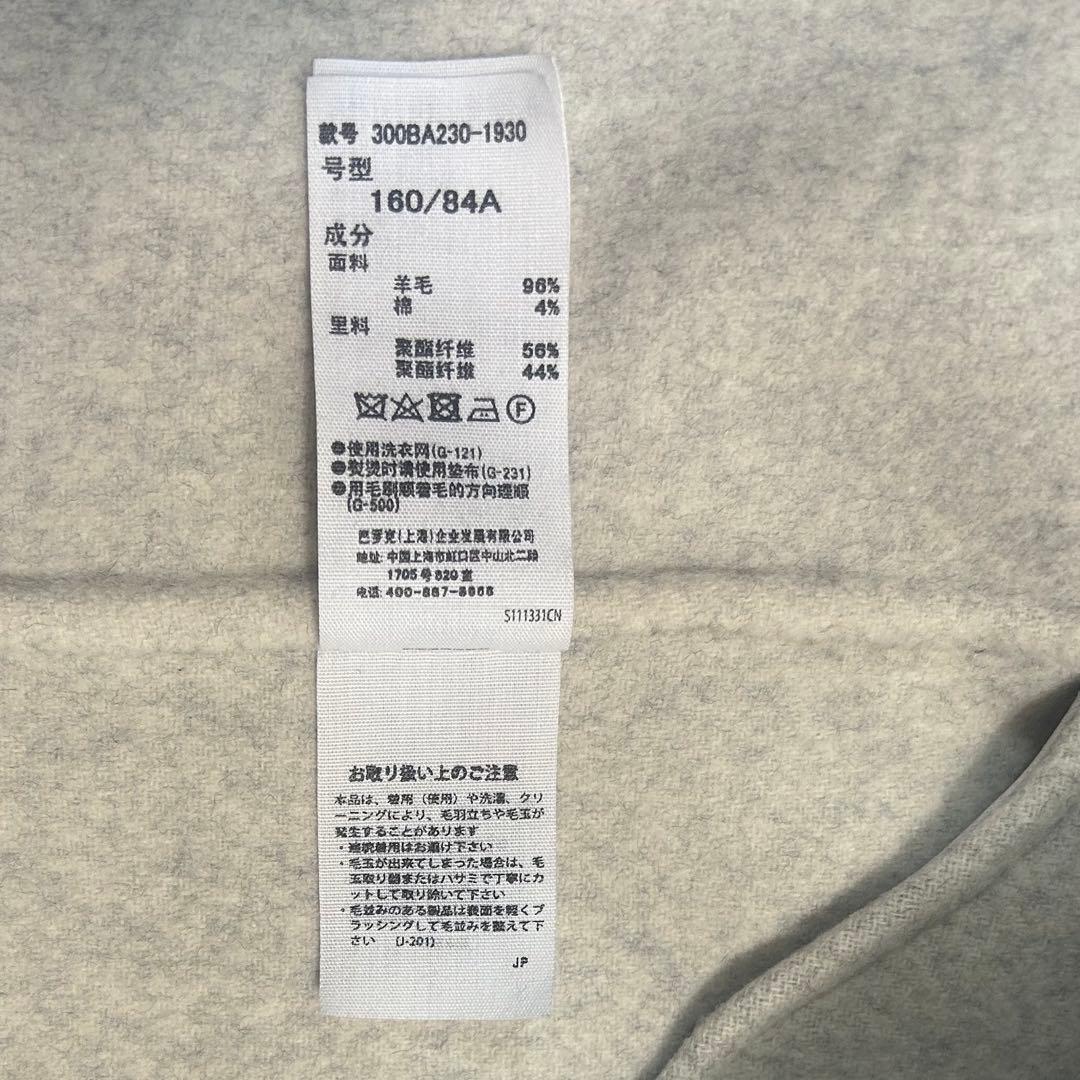 款号 300BA230-1930
号型
160/84A
成分
面料
羊毛 96%
棉 4%
里料
聚酯纤维 56%
聚酯纤维 44%
F
●使用洗衣网(G-121)
●熨烫时请使用垫布(G-231)
●用毛刷顺着毛的方向理顺
(G-500)
巴罗克(上海)企业发展有限公司
地址: 中国上海市虹口区中山北二路
1705号820室
电话: 400-887-
S111331CN
お取り扱い上のご注意
本品は、着用（使用）や洗濯、クリ
ーニングにより、毛羽立ちや毛玉が
発生することがあります
・連続着用はお避け下さい
・毛玉が出来てしまった場合は、毛
玉取り器またはハサミで丁寧にカ
ットして取り除いて下さい
・毛並みのある製品は表面を軽くブ
ラッシングして毛並みを整えて下
さい (J-201)
JP